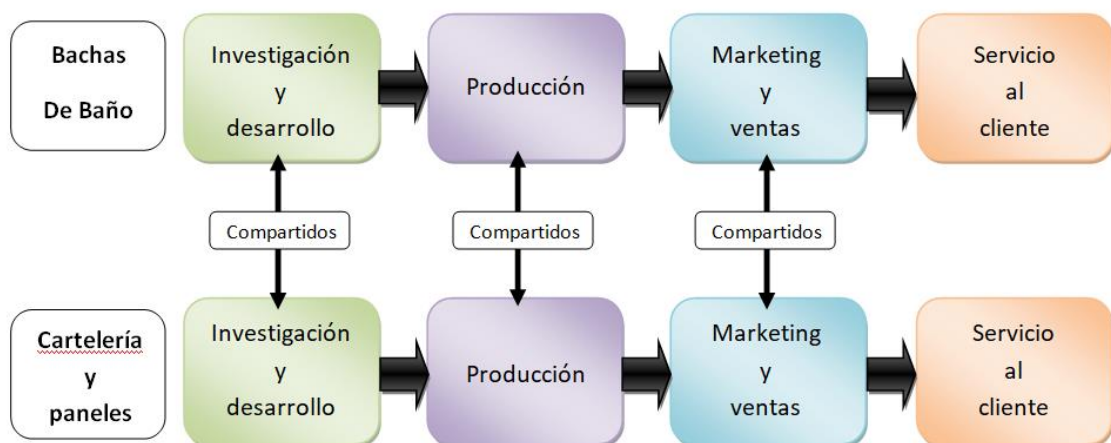 Bachas
De Baño
Investigación
y
desarrollo
Producción
Marketing
y
ventas
Servicio
al
cliente
Compartidos
Compartidos
Compartidos
Cartelería
y
paneles
Investigación
y
desarrollo
Producción
Marketing
y
ventas
Servicio
al
cliente